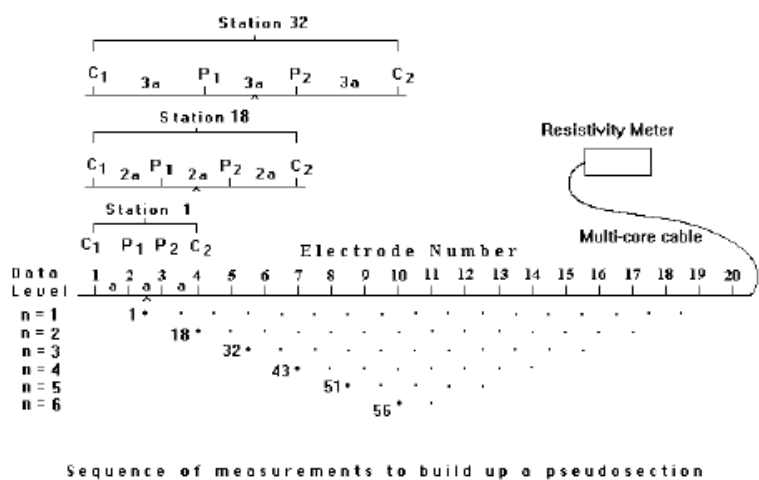 Station 32
C1 3a P1 3a P2 3a C2
Station 18
C1 2a P1 2a P2 2a C2
Resistivity Meter
Station 1
C1 P1 P2 C2
Electrode Number
Multi-core cable
Data Level
1 2 3 4 5 6 7 8 9 10 11 12 13 14 15 16 17 18 19 20
a a a
n = 1 1
n = 2 18
n = 3 32
n = 4 43
n = 5 51
n = 6 56
Sequence of measurements to build up a pseudosection